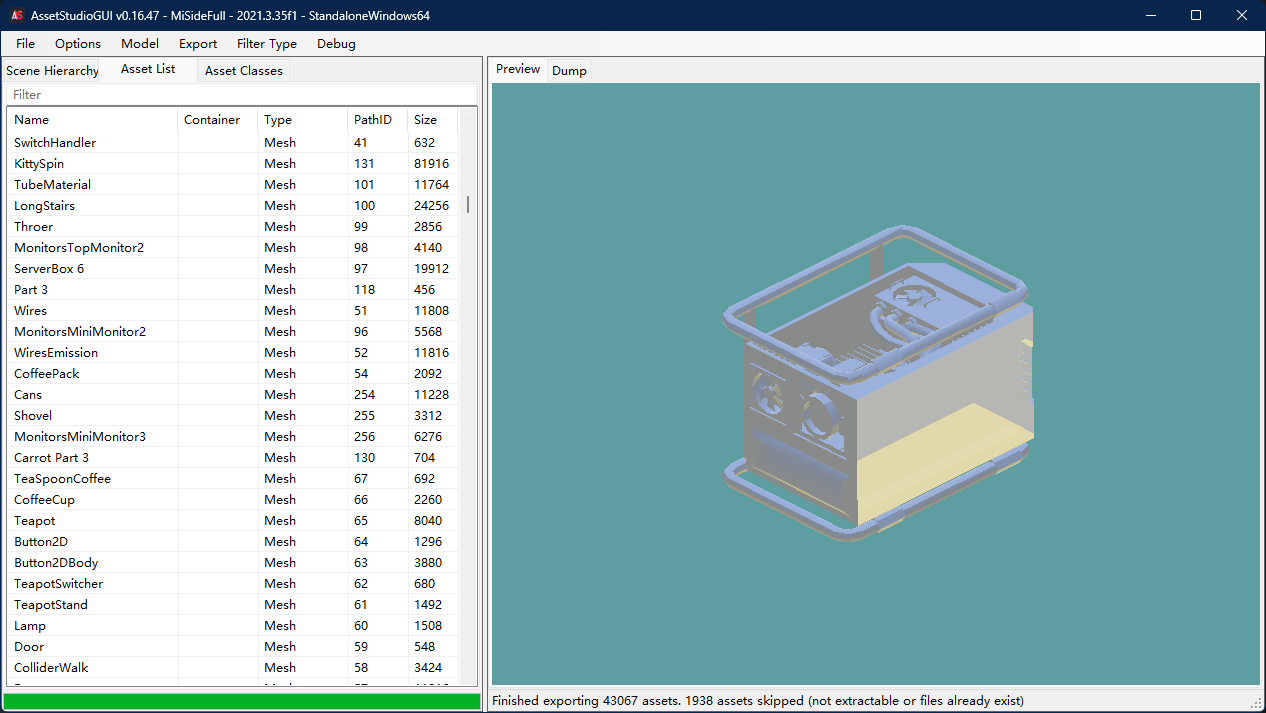 AS AssetStudioGUI v0.16.47 - MiSideFull - 2021.3.35f1 - StandaloneWindows64
File Options Model Export Filter Type Debug
Scene Hierarchy Asset List Asset Classes
Preview Dump
Filter
Name Container Type PathID Size
SwitchHandler Mesh 41 632
KittySpin Mesh 131 81916
TubeMaterial Mesh 101 11764
LongStairs Mesh 100 24256
Throer Mesh 99 2856
MonitorsTopMonitor2 Mesh 98 4140
ServerBox 6 Mesh 97 19912
Part 3 Mesh 118 456
Wires Mesh 51 11808
MonitorsMiniMonitor2 Mesh 96 5568
WiresEmission Mesh 52 11816
CoffeePack Mesh 54 2092
Cans Mesh 254 11228
Shovel Mesh 255 3312
MonitorsMiniMonitor3 Mesh 256 6276
Carrot Part 3 Mesh 130 704
TeaSpoonCoffee Mesh 67 692
CoffeeCup Mesh 66 2260
Teapot Mesh 65 8040
Button2D Mesh 64 1296
Button2DBody Mesh 63 3880
TeapotSwitcher Mesh 62 680
TeapotStand Mesh 61 1492
Lamp Mesh 60 1508
Door Mesh 59 548
ColliderWalk Mesh 58 3424
Finished exporting 43067 assets. 1938 assets skipped (not extractable or files already exist)